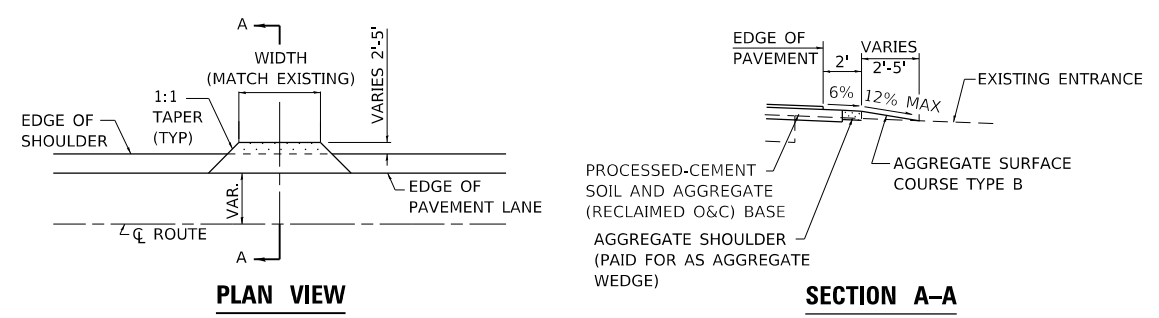 A
WIDTH
(MATCH EXISTING)
VARIES 2'-5'
1:1
TAPER
(TYP)
EDGE OF
SHOULDER
EDGE OF
PAVEMENT LANE
VAR.
℄ ROUTE
A
PLAN VIEW
EDGE OF
PAVEMENT
2'
VARIES
2'-5'
6%
12% MAX
EXISTING ENTRANCE
PROCESSED-CEMENT
SOIL AND AGGREGATE
(RECLAIMED O&C) BASE
AGGREGATE SURFACE
COURSE TYPE B
AGGREGATE SHOULDER
(PAID FOR AS AGGREGATE
WEDGE)
SECTION A–A